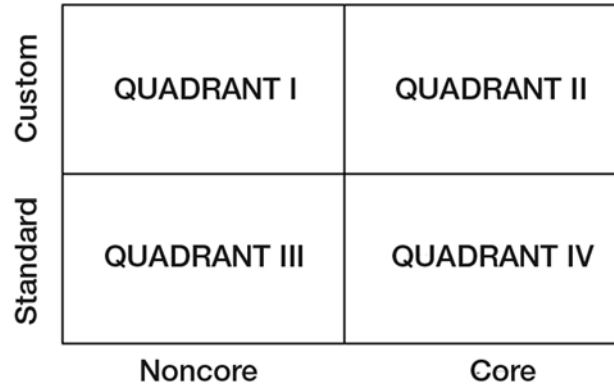 Custom
QUADRANT I
QUADRANT II
Standard
QUADRANT III
QUADRANT IV
Noncore
Core